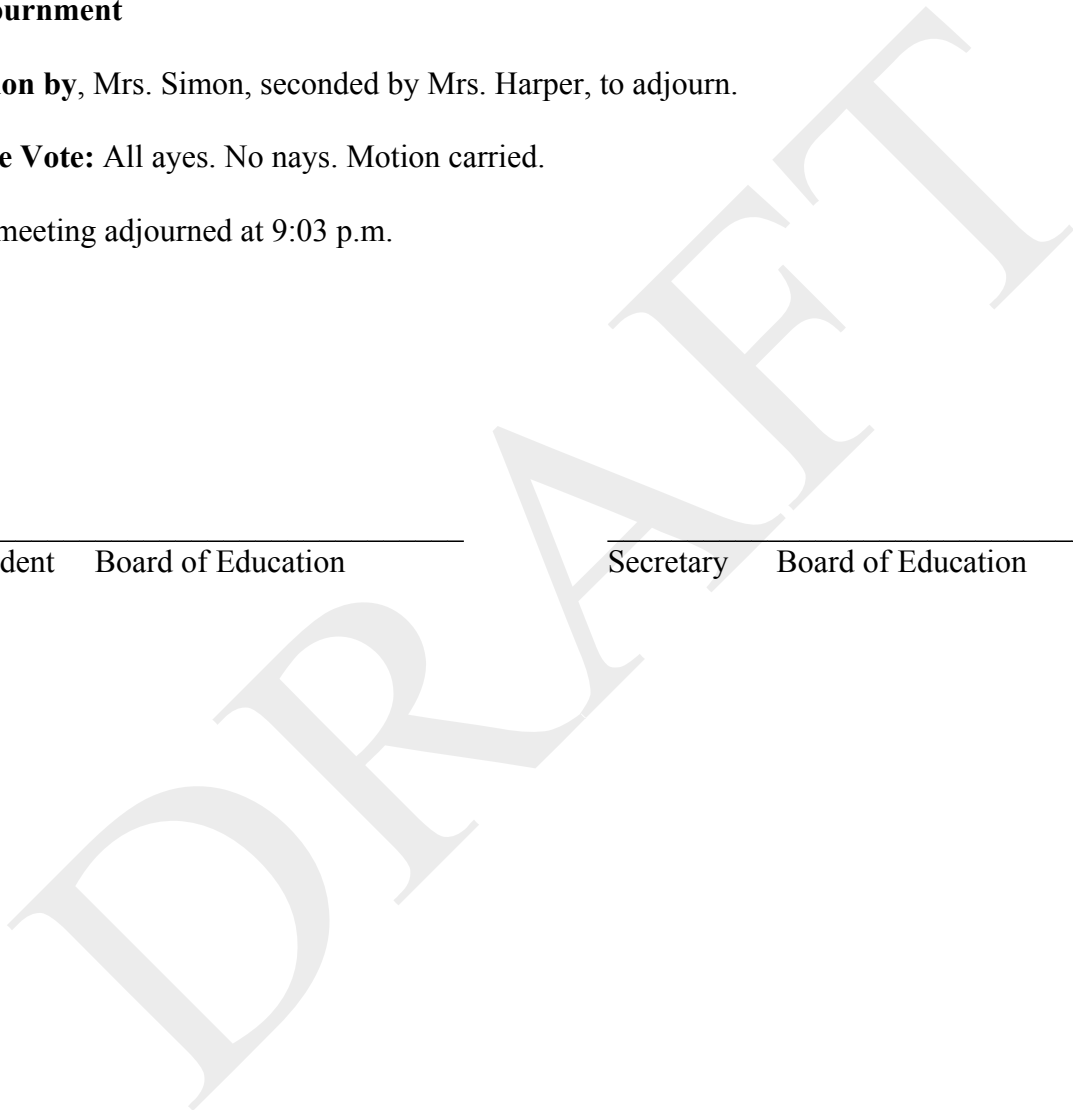 ournment
on by, Mrs. Simon, seconded by Mrs. Harper, to adjourn.
e Vote: All ayes. No nays. Motion carried.
meeting adjourned at 9:03 p.m.
dent Board of Education Secretary Board of Education
DRAFT